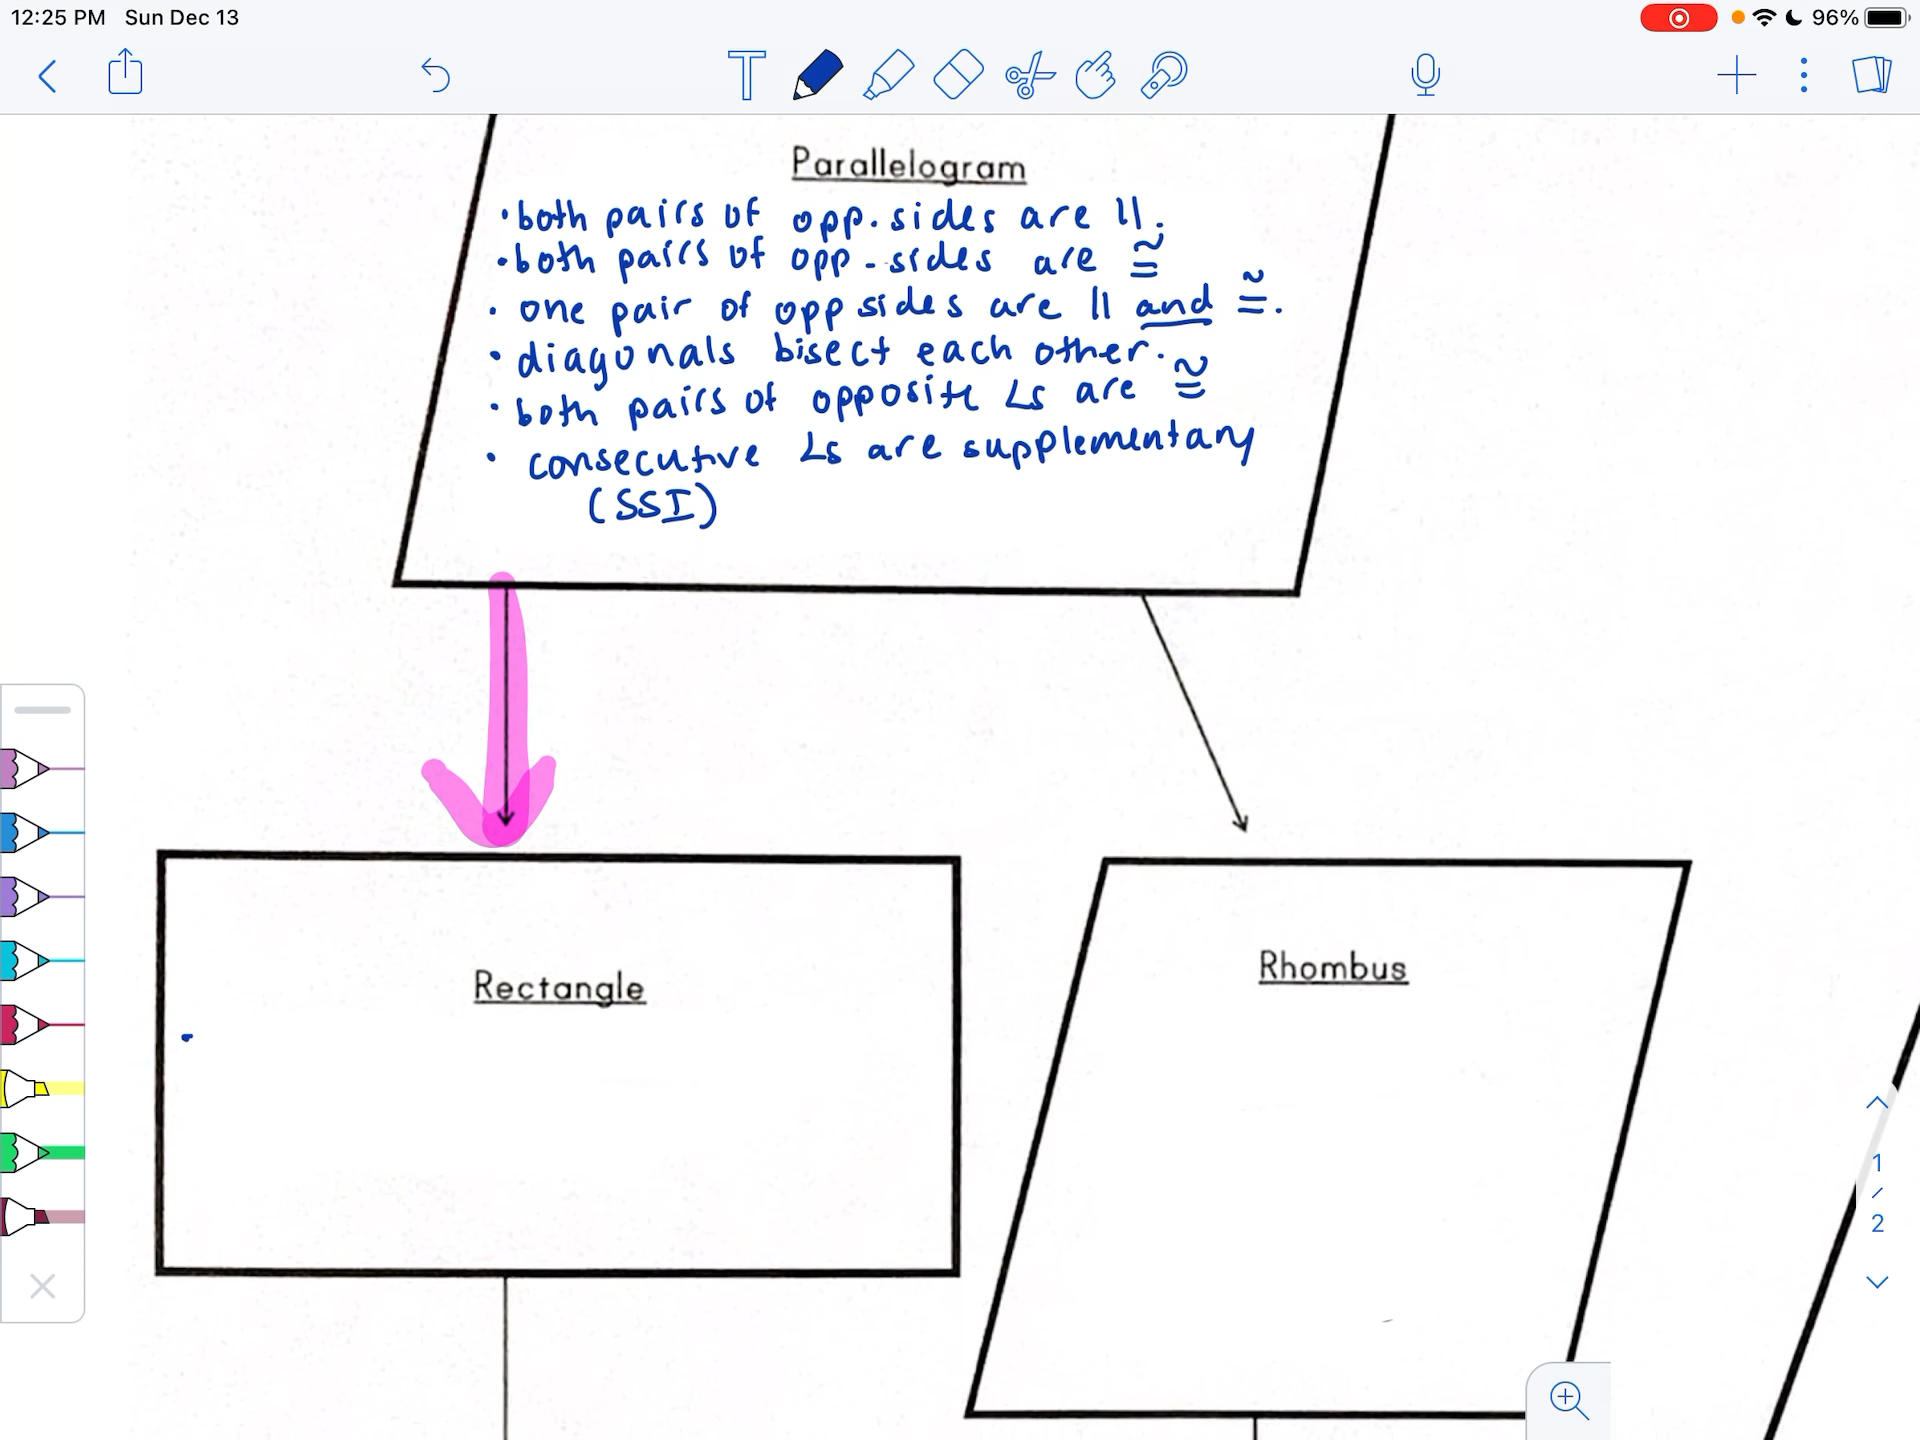 12:25 PM Sun Dec 13
96%
T
Parallelogram
• both pairs of opp. sides are ||.
• both pairs of opp. sides are ≅
• one pair of opp sides are || and ≅.
• diagonals bisect each other.
• both pairs of opposite ∠s are ≅
• consecutive ∠s are supplementary
(SSI)
Rectangle
Rhombus
1
/
2